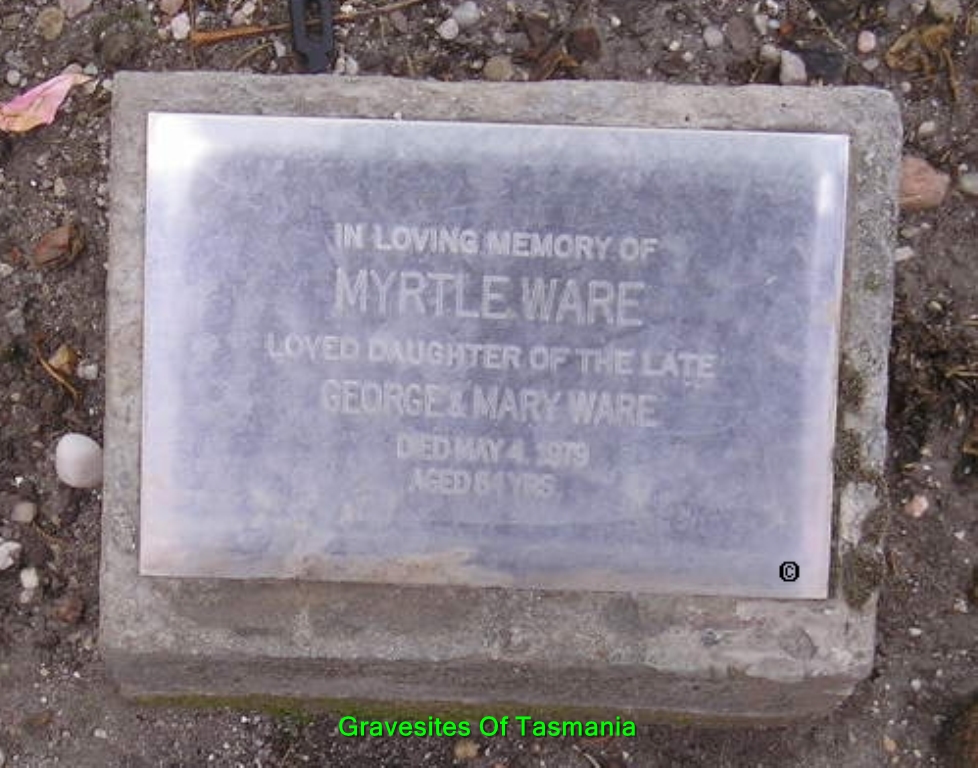 IN LOVING MEMORY OF
MYRTLE WARE
LOVED DAUGHTER OF THE LATE
GEORGE & MARY WARE
DIED MAY 4. 1979
AGED 64 YRS
©
Gravesites Of Tasmania